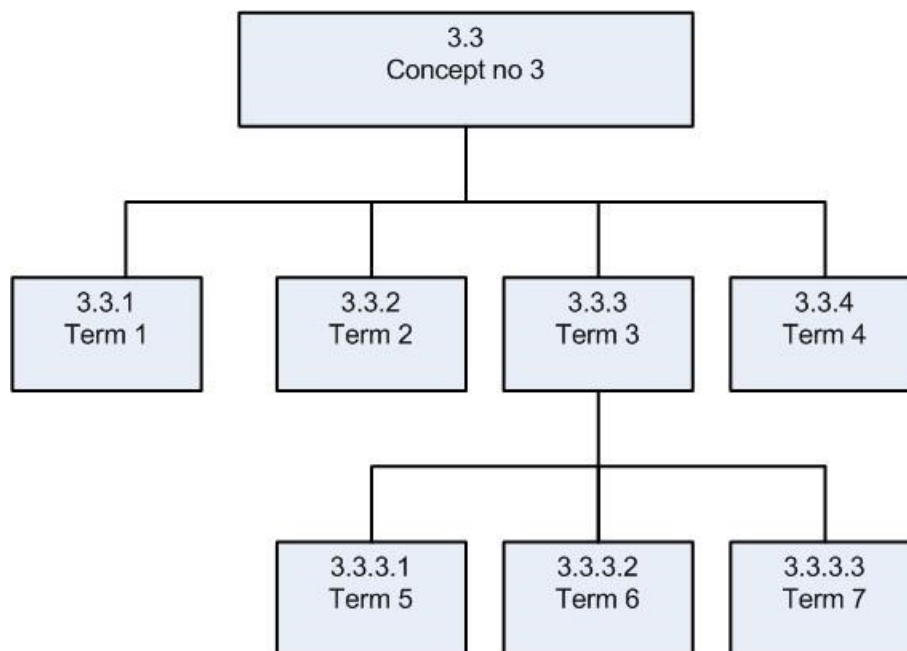 3.3
Concept no 3
3.3.1
Term 1
3.3.2
Term 2
3.3.3
Term 3
3.3.4
Term 4
3.3.3.1
Term 5
3.3.3.2
Term 6
3.3.3.3
Term 7